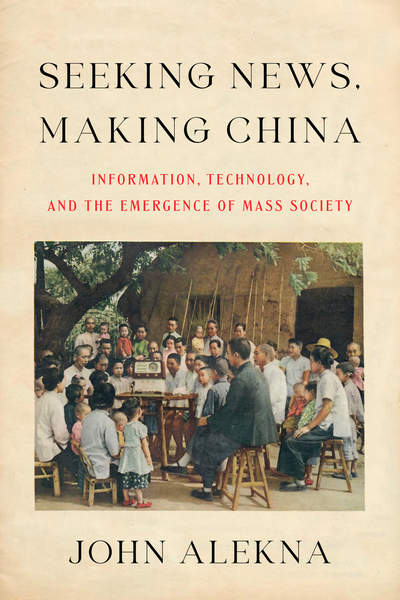 SEEKING NEWS,
MAKING CHINA
INFORMATION, TECHNOLOGY,
AND THE EMERGENCE OF MASS SOCIETY
JOHN ALEKNA